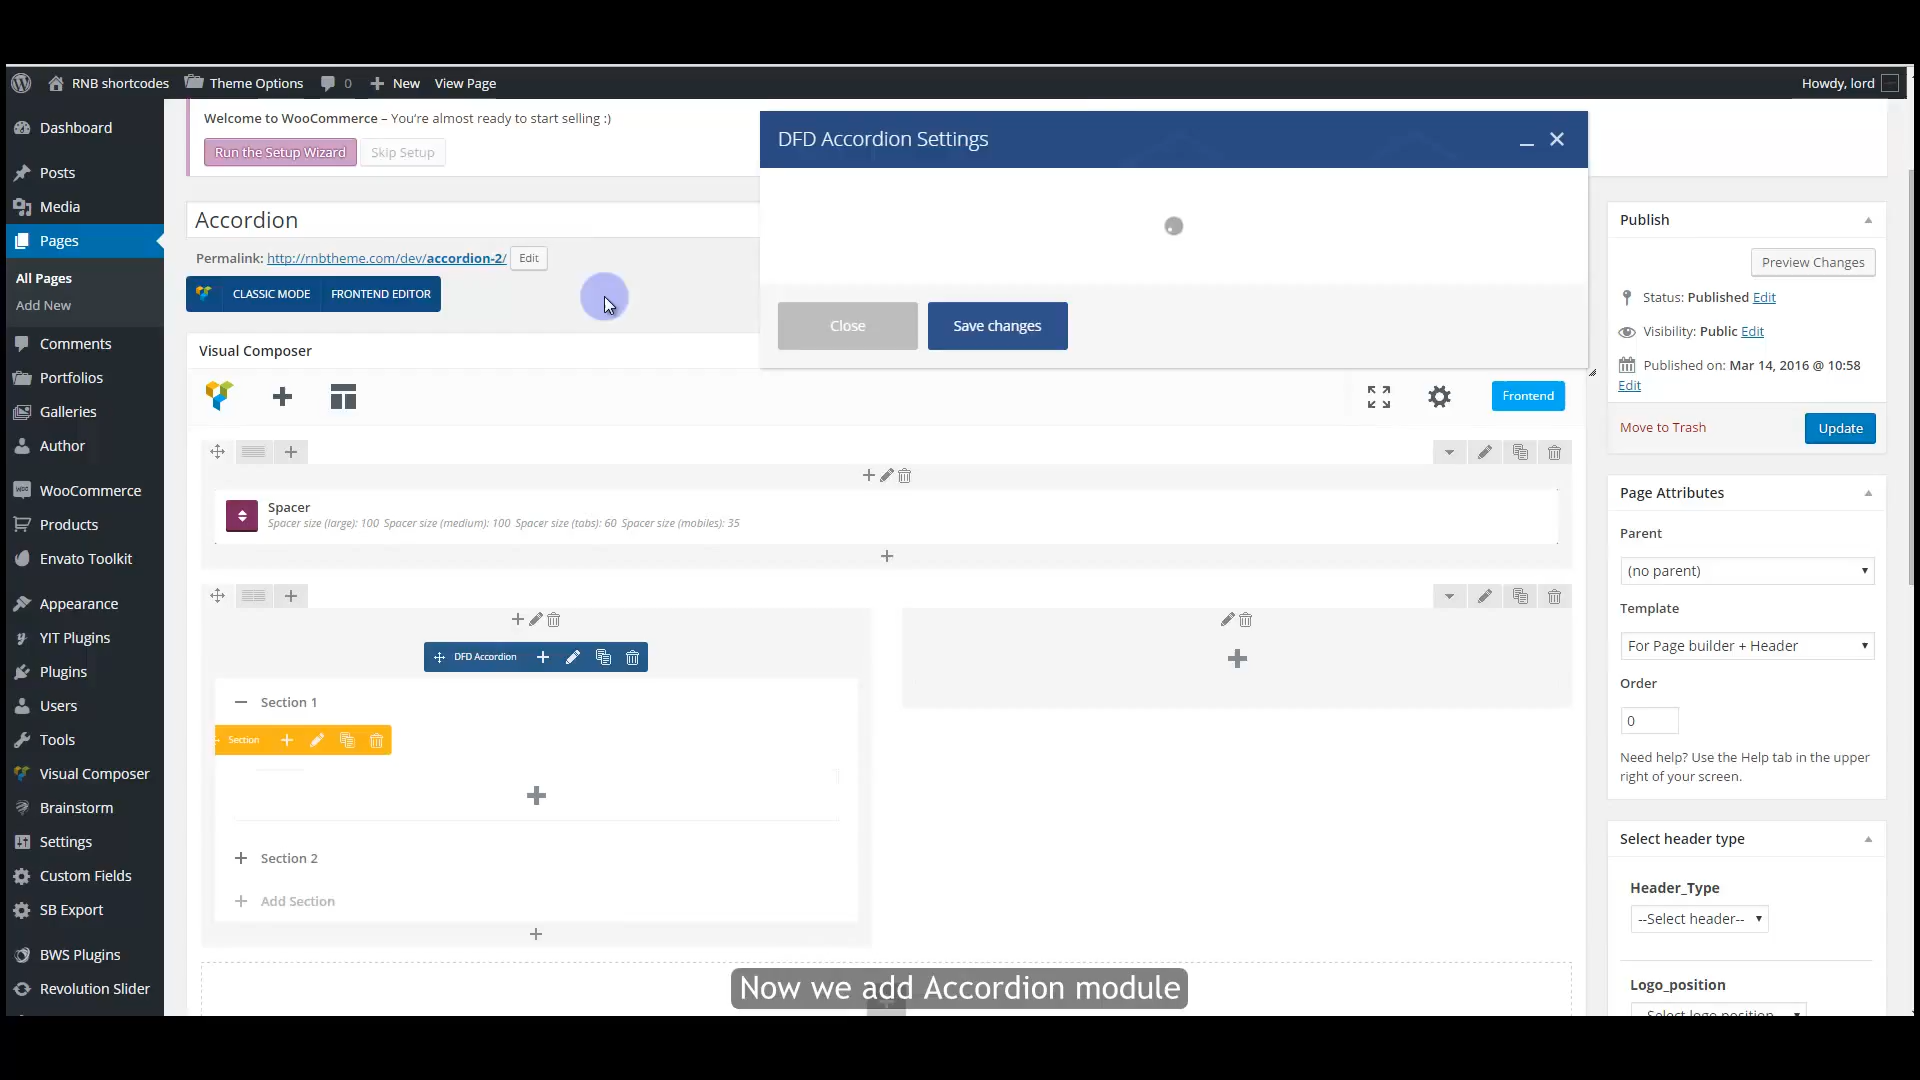 RNB shortcodes Theme Options 0 New View Page Howdy, lord
Dashboard
Posts
Media
Pages
All Pages
Add New
Comments
Portfolios
Galleries
Author
WooCommerce
Products
Envato Toolkit
Appearance
YIT Plugins
Plugins
Users
Tools
Visual Composer
Brainstorm
Settings
Custom Fields
SB Export
BWS Plugins
Revolution Slider
Welcome to WooCommerce – You're almost ready to start selling :)
Run the Setup Wizard Skip Setup
Accordion
Permalink: http://rnbtheme.com/dev/accordion-2/ Edit
CLASSIC MODE FRONTEND EDITOR
DFD Accordion Settings
Close Save changes
Visual Composer
Frontend
Spacer
Spacer size (large): 100 Spacer size (medium): 100 Spacer size (tabs): 60 Spacer size (mobiles): 35
DFD Accordion
Section 1
Section
Section 2
Add Section
Now we add Accordion module
Publish
Preview Changes
Status: Published Edit
Visibility: Public Edit
Published on: Mar 14, 2016 @ 10:58
Edit
Move to Trash Update
Page Attributes
Parent
(no parent)
Template
For Page builder + Header
Order
0
Need help? Use the Help tab in the upper
right of your screen.
Select header type
Header_Type
--Select header--
Logo_position